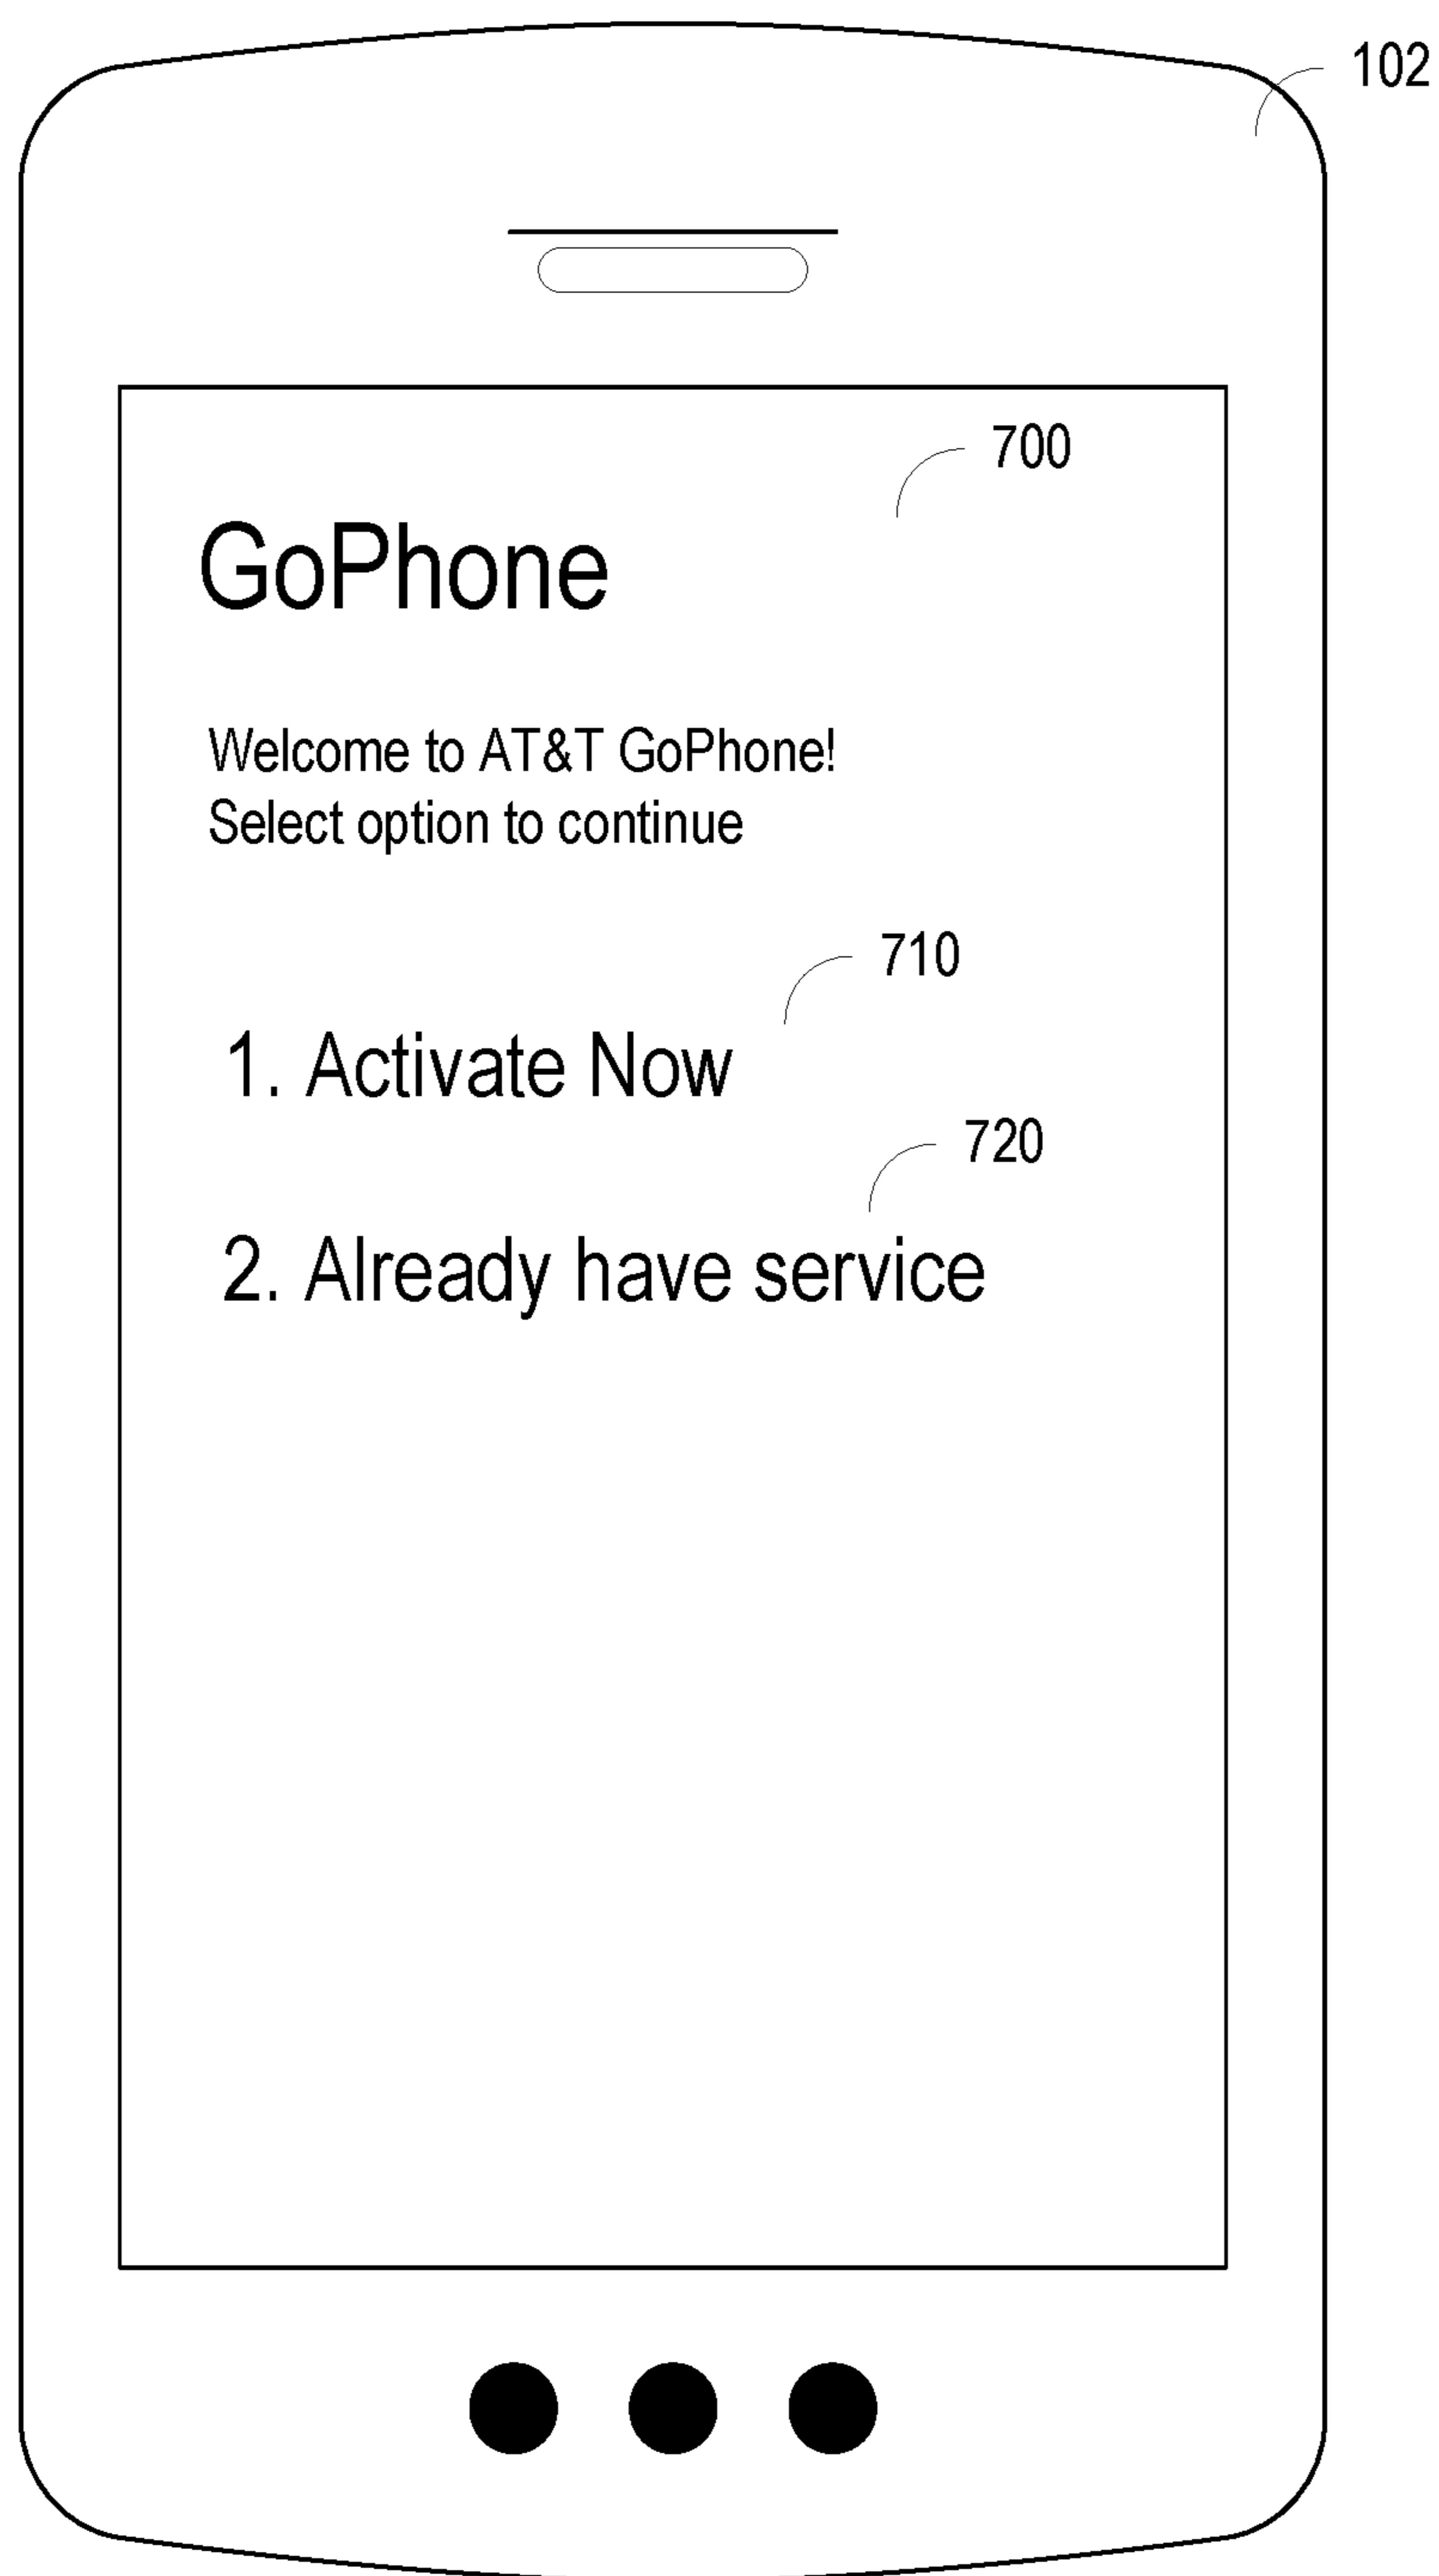 102
700
GoPhone
Welcome to AT&T GoPhone!
Select option to continue
710
1. Activate Now
720
2. Already have service